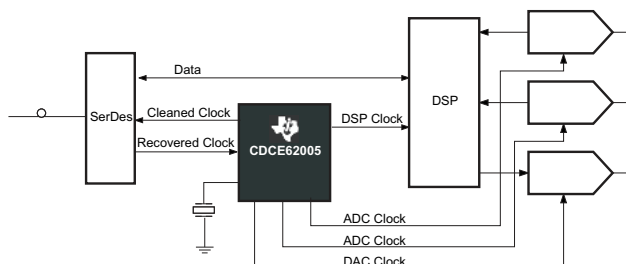 Data
SerDes
Cleaned Clock
Recovered Clock
CDCE62005
DSP Clock
DSP
ADC Clock
ADC Clock
DAC Clock